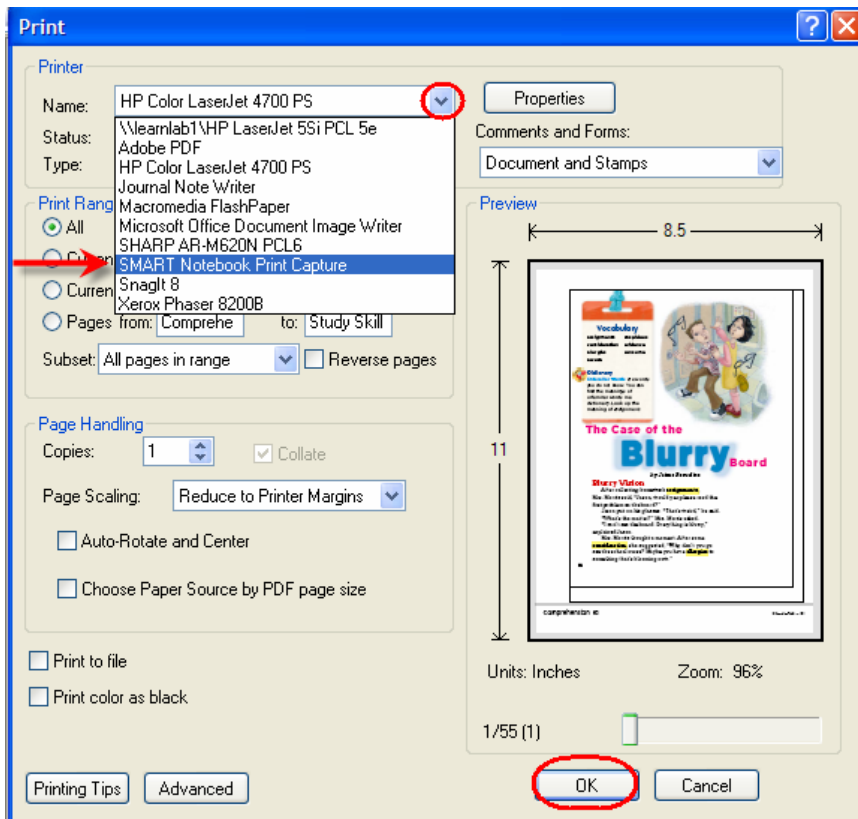 Print
Printer
Name: HP Color LaserJet 4700 PS
Properties
Status:
\\learnlab1\HP LaserJet 5Si PCL 5e
Comments and Forms:
Adobe PDF
Type:
HP Color LaserJet 4700 PS
Document and Stamps
Journal Note Writer
Macromedia FlashPaper
Microsoft Office Document Image Writer
SHARP AR-M620N PCL6
SMART Notebook Print Capture
SnagIt 8
Xerox Phaser 8200B
Print Rang
All
Curren
Curren
Pages from: Comprehe to: Study Skill
Subset: All pages in range Reverse pages
Page Handling
Copies: 1 Collate
Page Scaling: Reduce to Printer Margins
Auto-Rotate and Center
Choose Paper Source by PDF page size
Print to file
Print color as black
Printing Tips Advanced
Preview
8.5
11
Vocabulary
Dictionary
The Case of the
Blurry Board
Blurry Vision
comprehension
Units: Inches Zoom: 96%
1/55 (1)
OK Cancel